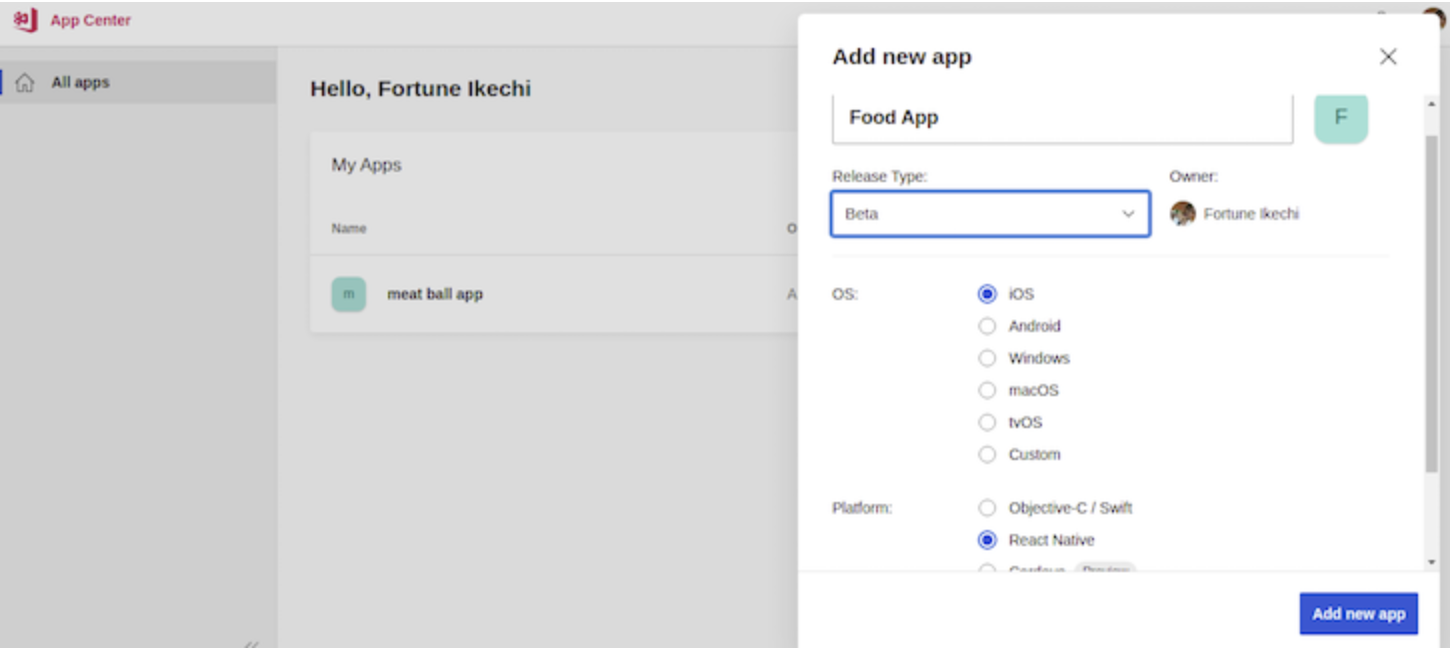 App Center
All apps
Hello, Fortune Ikechi
My Apps
Name
O
m
meat ball app
A
Add new app
Food App
F
Release Type:
Owner:
Beta
Fortune Ikechi
OS:
iOS
Android
Windows
macOS
tvOS
Custom
Platform:
Objective-C / Swift
React Native
Cordova Preview
Add new app